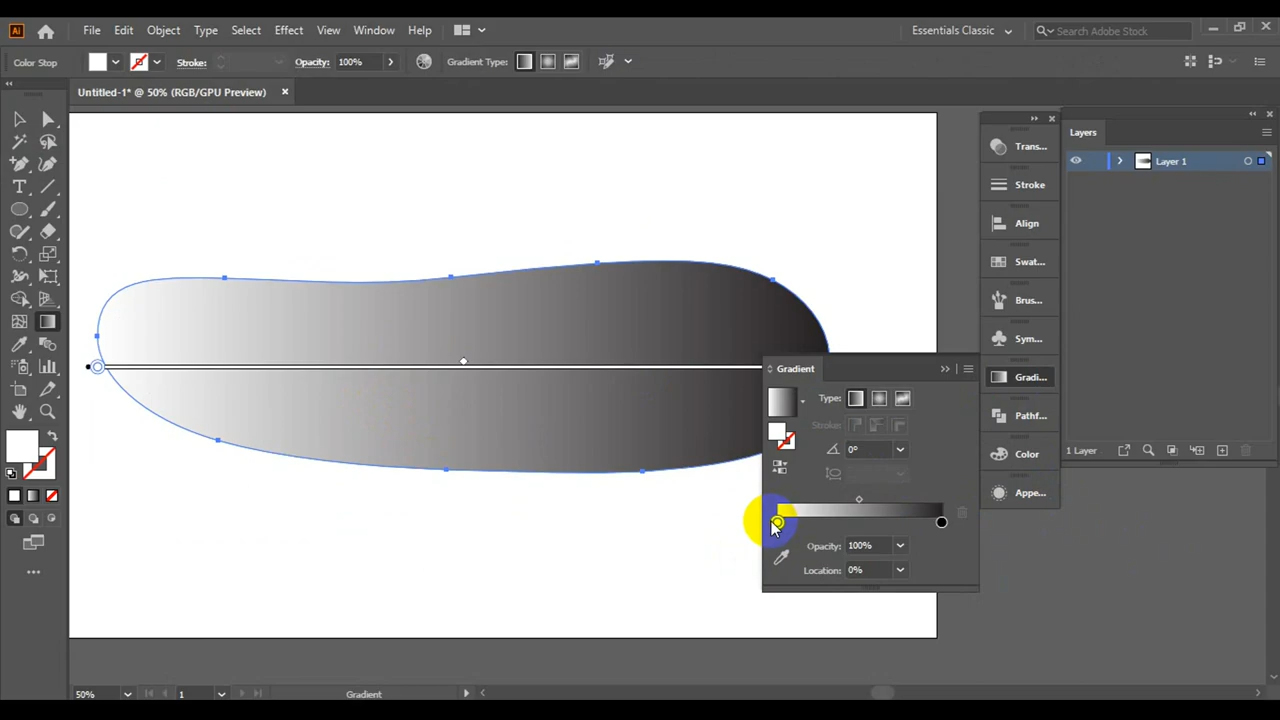 Ai File Edit Object Type Select Effect View Window Help Essentials Classic Search Adobe Stock
Color Stop Stroke: Opacity: 100% Gradient Type:
Untitled-1* @ 50% (RGB/GPU Preview)
Trans...
Stroke
Align
Swat...
Brus...
Sym...
Gradi...
Pathf...
Color
Appe...
Layers
Layer 1
1 Layer
Gradient
Type:
Stroke:
0°
Opacity: 100%
Location: 0%
50% 1 Gradient